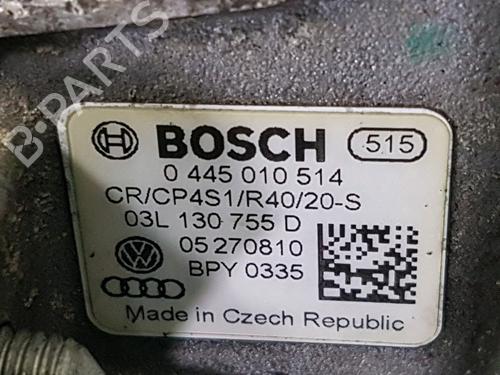 B-PARTS
BOSCH 515
0 445 010 514
CR/CP4S1/R40/20-S
03L 130 755 D
05 270810
BPY 0335
Made in Czech Republic